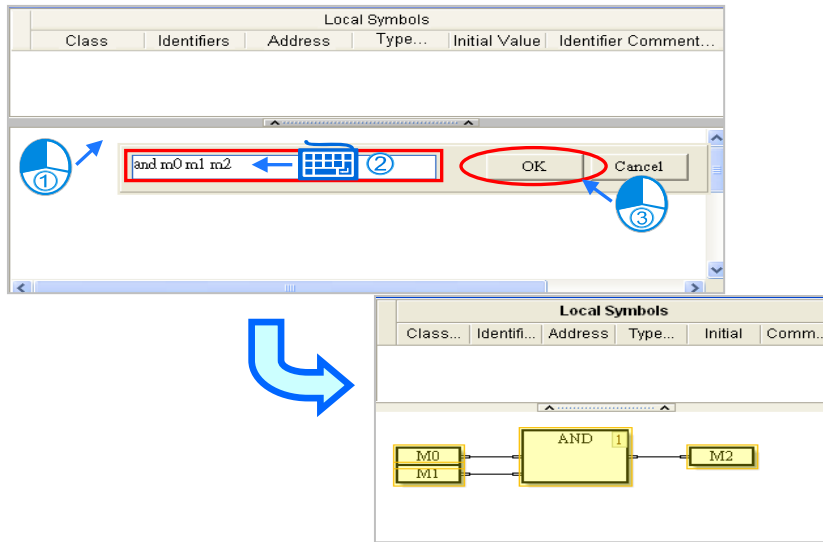 Local Symbols
Class Identifiers Address Type... Initial Value Identifier Comment...
① and m0 m1 m2 ② OK Cancel
③
Local Symbols
Class... Identifi... Address Type... Initial Comm...
AND 1
M0 M2
M1